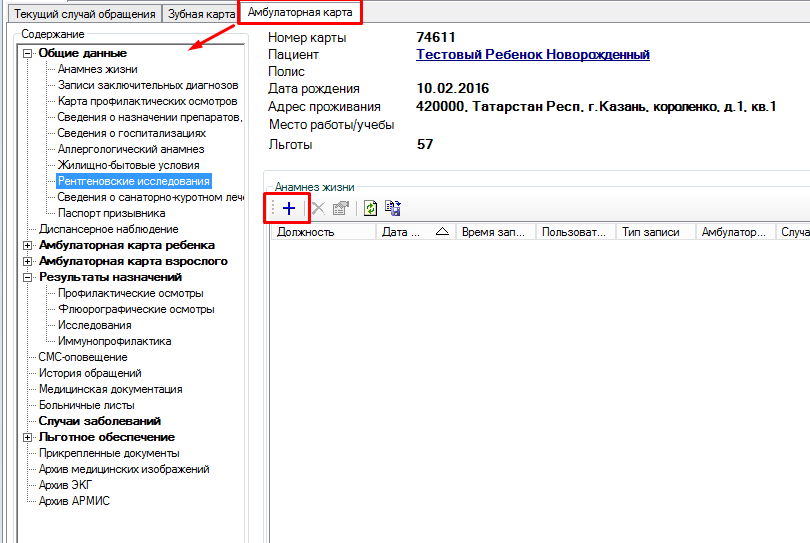 Текущий случай обращения
Зубная карта
Амбулаторная карта
Содержание
Общие данные
Анамнез жизни
Записи заключительных диагнозов
Карта профилактических осмотров
Сведения о назначении препаратов,
Сведения о госпитализациях
Аллергологический анамнез
Жилищно-бытовые условия
Рентгеновские исследования
Сведения о санаторно-куротном лече
Паспорт призывника
Диспансерное наблюдение
Амбулаторная карта ребенка
Амбулаторная карта взрослого
Результаты назначений
Профилактические осмотры
Флюорографические осмотры
Исследования
Иммунопрофилактика
СМС-оповещение
История обращений
Медицинская документация
Больничные листы
Случаи заболеваний
Льготное обеспечение
Прикрепленные документы
Архив медицинских изображений
Архив ЭКГ
Архив АРМИС
Номер карты 74611
Пациент Тестовый Ребенок Новорожденный
Полис
Дата рождения 10.02.2016
Адрес проживания 420000, Татарстан Респ, г.Казань, короленко, д.1, кв.1
Место работы/учебы
Льготы 57
Анамнез жизни
Должность Дата ... Время зап... Пользоват... Тип записи Амбулатор... Случа